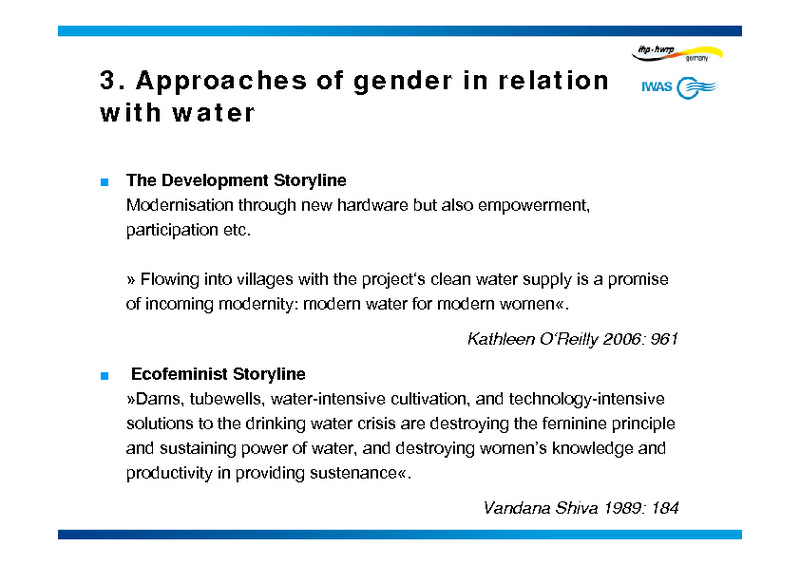 ihp·hwrp
germany
IWAS
3. Approaches of gender in relation
with water
The Development Storyline
Modernisation through new hardware but also empowerment,
participation etc.
» Flowing into villages with the project‘s clean water supply is a promise
of incoming modernity: modern water for modern women«.
Kathleen O‘Reilly 2006: 961
Ecofeminist Storyline
»Dams, tubewells, water-intensive cultivation, and technology-intensive
solutions to the drinking water crisis are destroying the feminine principle
and sustaining power of water, and destroying women’s knowledge and
productivity in providing sustenance«.
Vandana Shiva 1989: 184